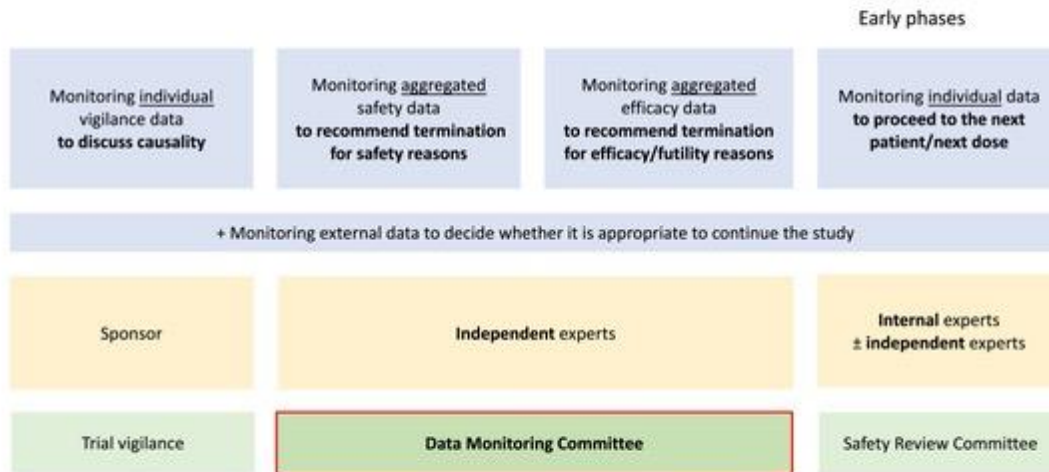 Early phases
Monitoring individual
vigilance data
to discuss causality
Monitoring aggregated
safety data
to recommend termination
for safety reasons
Monitoring aggregated
efficacy data
to recommend termination
for efficacy/futility reasons
Monitoring individual data
to proceed to the next
patient/next dose
+ Monitoring external data to decide whether it is appropriate to continue the study
Sponsor
Independent experts
Internal experts
± independent experts
Trial vigilance
Data Monitoring Committee
Safety Review Committee